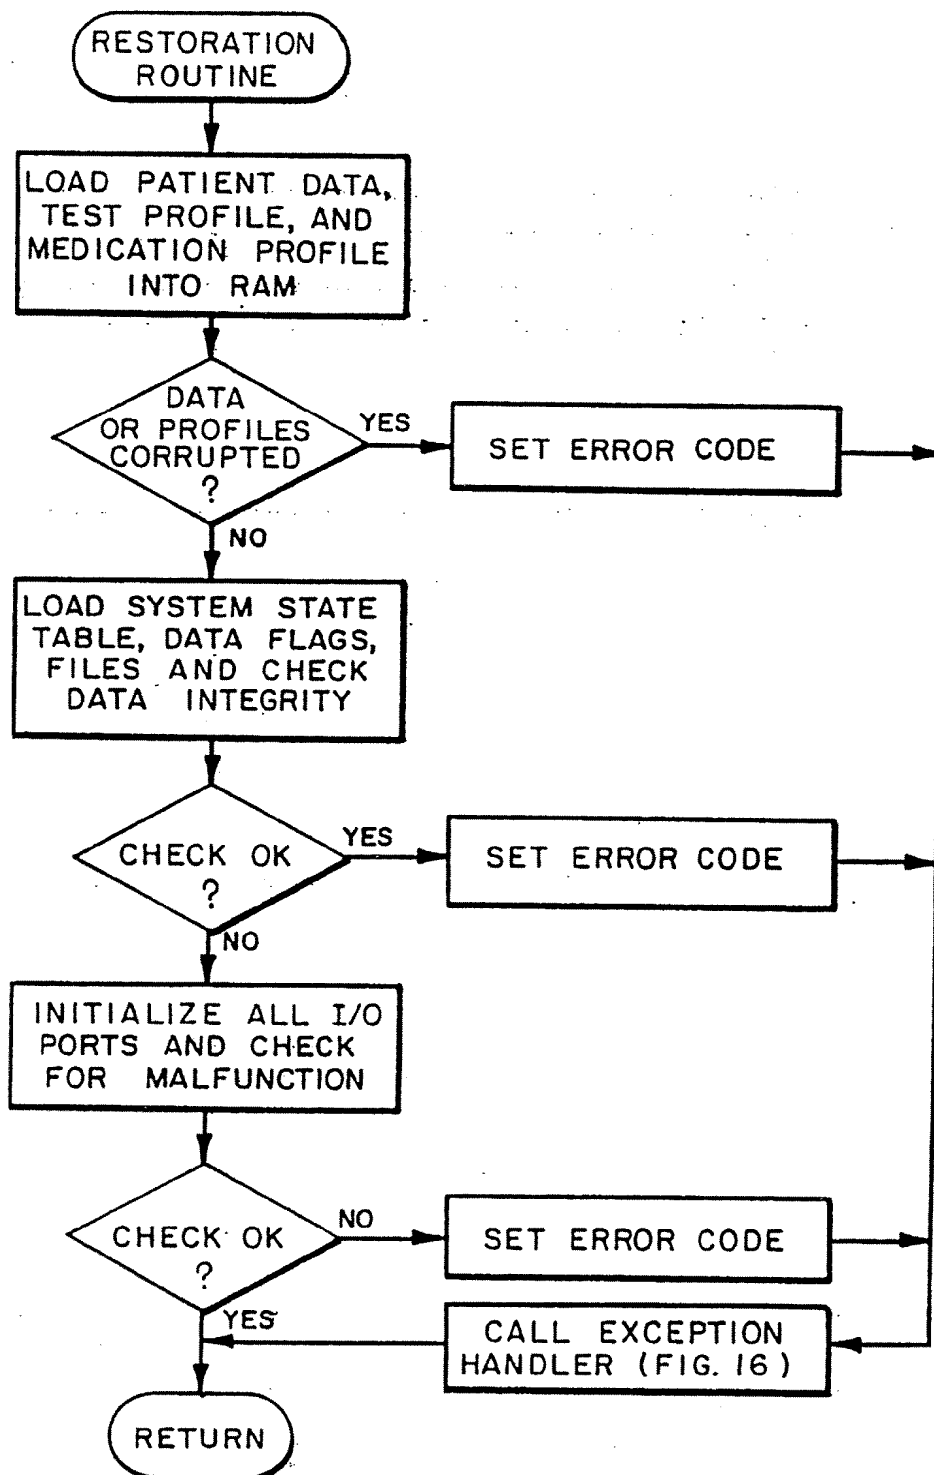 RESTORATION
ROUTINE
LOAD PATIENT DATA,
TEST PROFILE, AND
MEDICATION PROFILE
INTO RAM
DATA
OR PROFILES
CORRUPTED
?
YES
SET ERROR CODE
NO
LOAD SYSTEM STATE
TABLE, DATA FLAGS,
FILES AND CHECK
DATA INTEGRITY
CHECK OK
?
YES
SET ERROR CODE
NO
INITIALIZE ALL I/O
PORTS AND CHECK
FOR MALFUNCTION
CHECK OK
?
NO
SET ERROR CODE
YES
CALL EXCEPTION
HANDLER (FIG. 16)
RETURN